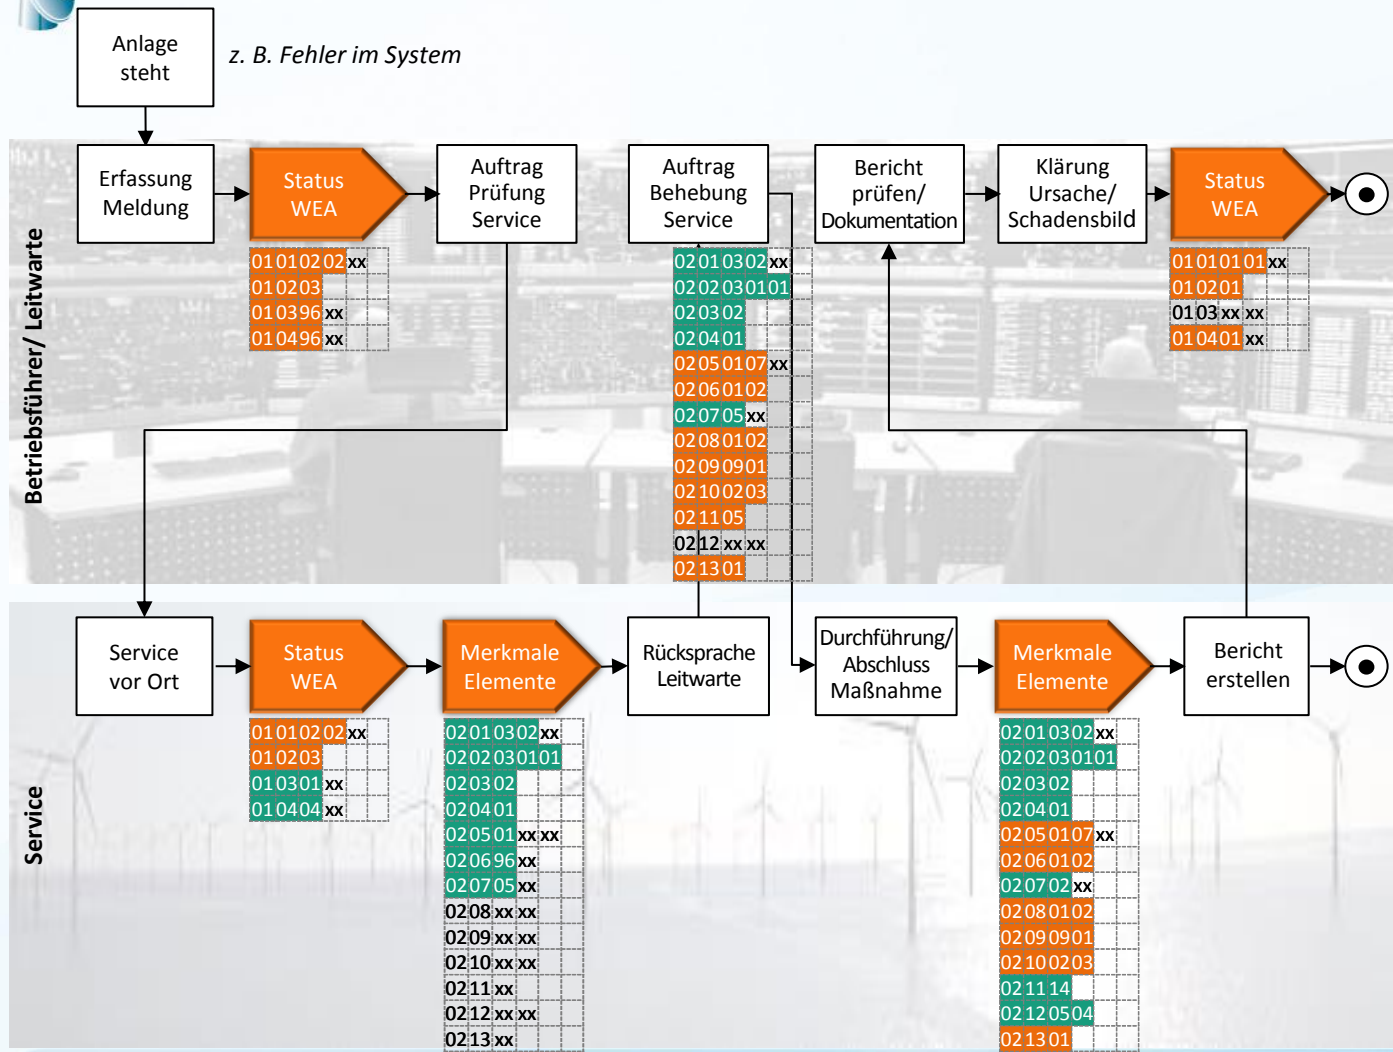 Anlage
steht
z. B. Fehler im System
Betriebsführer/ Leitwarte
Erfassung
Meldung
Status
WEA
01 01 02 02 xx
01 02 03
01 03 96 xx
01 04 96 xx
Auftrag
Prüfung
Service
Auftrag
Behebung
Service
02 01 03 02 xx
02 02 03 01 01
02 03 02
02 04 01
02 05 01 07 xx
02 06 01 02
02 07 05 xx
02 08 01 02
02 09 09 01
02 10 02 03
02 11 05
02 12 xx xx
02 13 01
Bericht
prüfen/
Dokumentation
Klärung
Ursache/
Schadensbild
Status
WEA
01 01 01 01 xx
01 02 01
01 03 xx xx
01 04 01 xx
Service
Service
vor Ort
Status
WEA
01 01 02 02 xx
01 02 03
01 03 01 xx
01 04 04 xx
Merkmale
Elemente
02 01 03 02 xx
02 02 03 01 01
02 03 02
02 04 01
02 05 01 xx xx
02 06 96 xx
02 07 05 xx
02 08 xx xx
02 09 xx xx
02 10 xx xx
02 11 xx
02 12 xx xx
02 13 xx
Rücksprache
Leitwarte
Durchführung/
Abschluss
Maßnahme
Merkmale
Elemente
02 01 03 02 xx
02 02 03 01 01
02 03 02
02 04 01
02 05 01 07 xx
02 06 01 02
02 07 02 xx
02 08 01 02
02 09 09 01
02 10 02 03
02 11 14
02 12 05 04
02 13 01
Bericht
erstellen